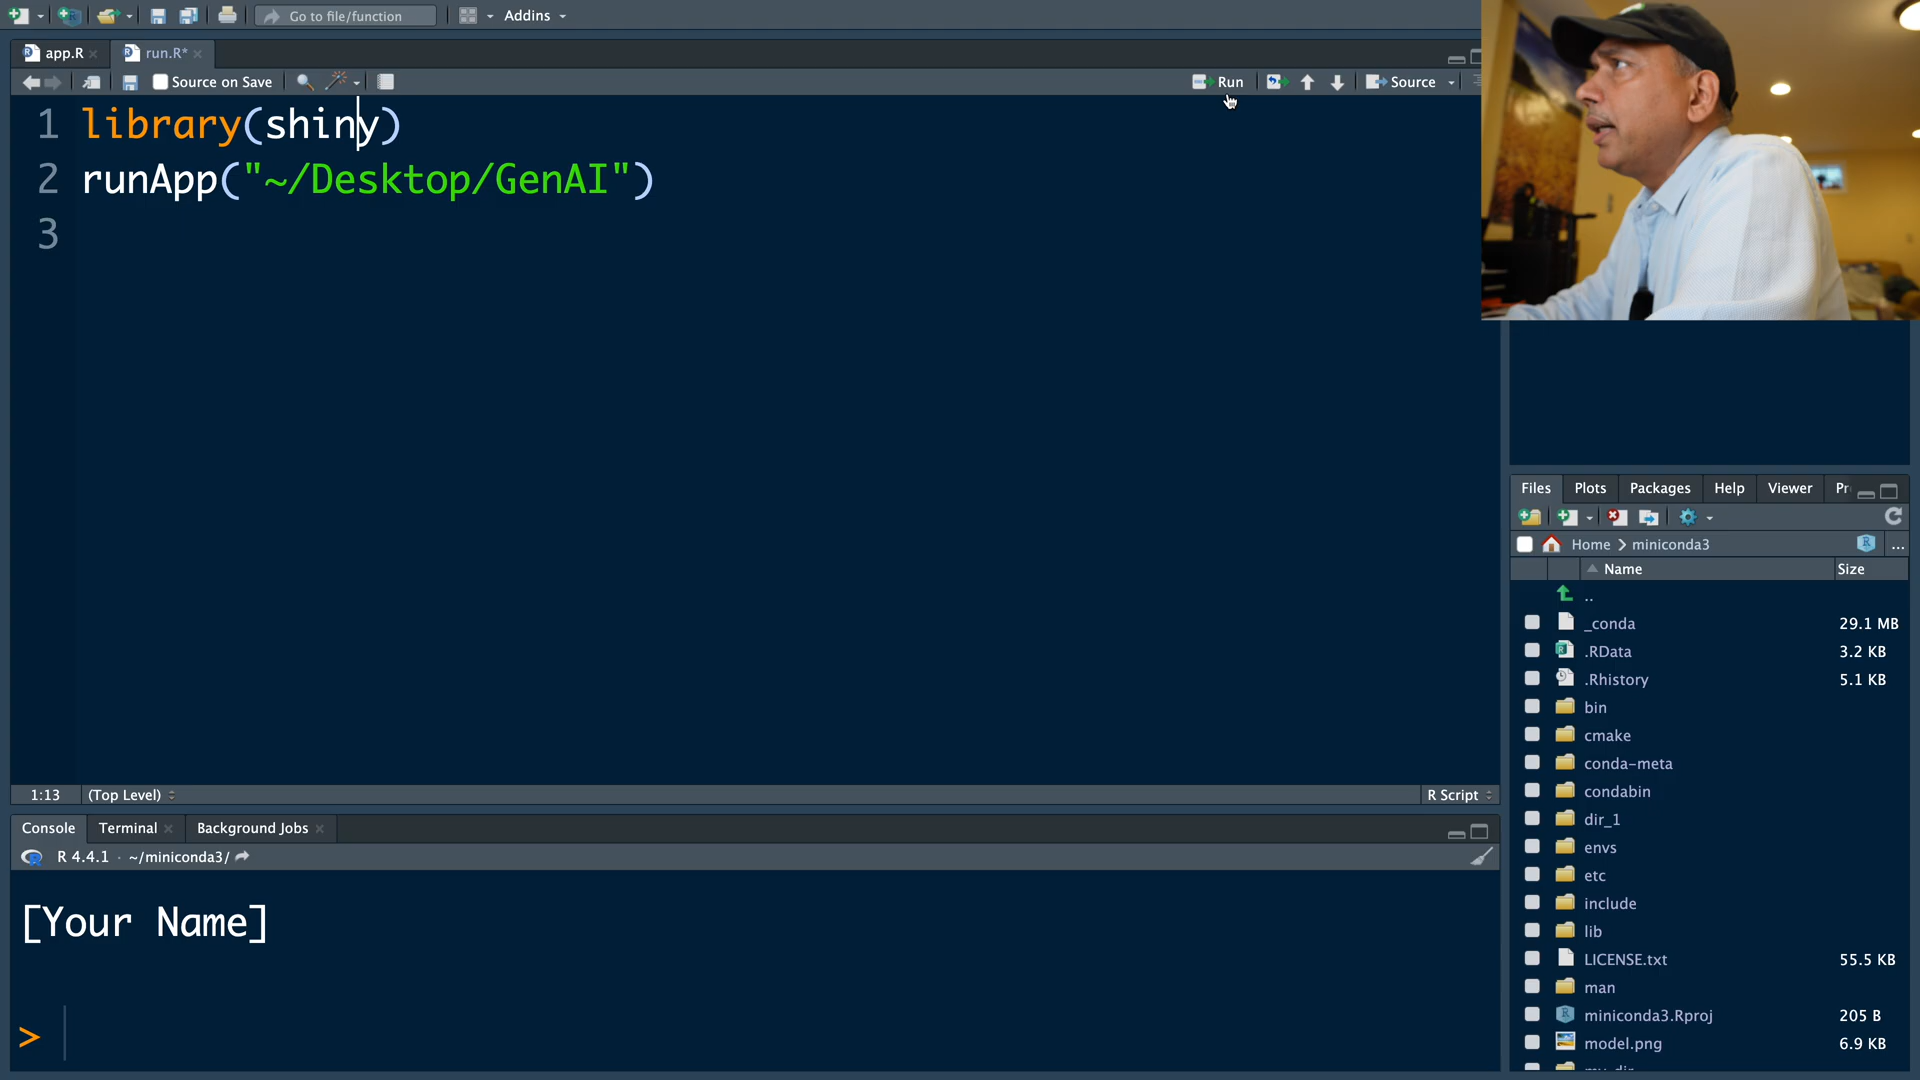 Go to file/function
Addins
app.R
run.R*
Source on Save
Run
Source
1 library(shiny)
2 runApp("~/Desktop/GenAI")
3
1:13
(Top Level)
R Script
Console
Terminal
Background Jobs
R 4.4.1 · ~/miniconda3/
[Your Name]
>
Files
Plots
Packages
Help
Viewer
Home
miniconda3
...
Name
Size
..
_conda 29.1 MB
.RData 3.2 KB
.Rhistory 5.1 KB
bin
cmake
conda-meta
condabin
dir_1
envs
etc
include
lib
LICENSE.txt 55.5 KB
man
miniconda3.Rproj 205 B
model.png 6.9 KB